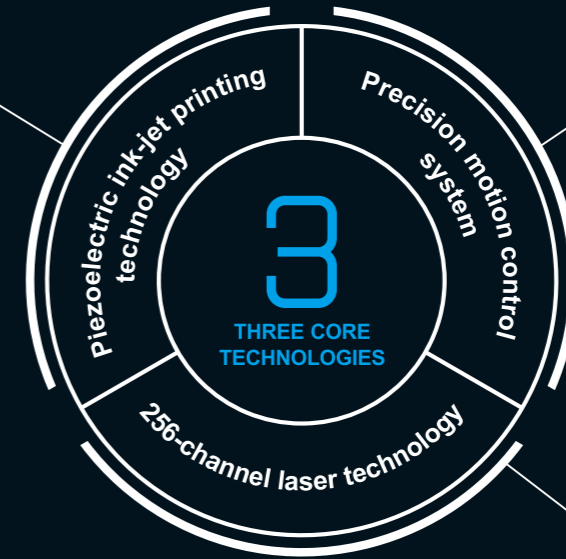 Piezoelectric ink-jet printing
technology
Precision motion control
system
3
THREE CORE
TECHNOLOGIES
256-channel laser technology